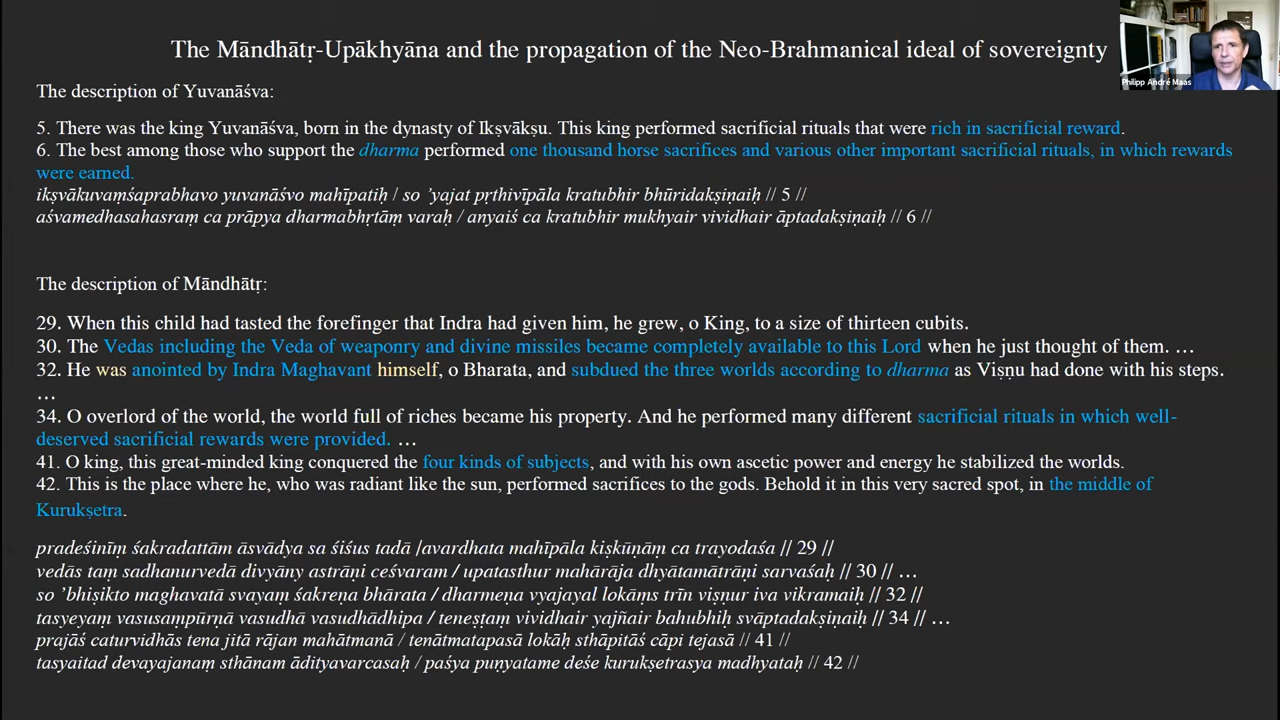 The Māndhātṛ-Upākhyāna and the propagation of the Neo-Brahmanical ideal of sovereignty
Philipp André Maas
The description of Yuvanāśva:
5. There was the king Yuvanāśva, born in the dynasty of Ikṣvākṣu. This king performed sacrificial rituals that were rich in sacrificial reward.
6. The best among those who support the dharma performed one thousand horse sacrifices and various other important sacrificial rituals, in which rewards
were earned.
ikṣvākuvaṃśaprabhavo yuvanāśvo mahīpatiḥ / so ’yajat pṛthivīpāla kratubhir bhūridakṣiṇaiḥ // 5 //
aśvamedhasahasraṃ ca prāpya dharmabhṛtāṃ varaḥ / anyaiś ca kratubhir mukhyair vividhair āptadakṣiṇaiḥ // 6 //
The description of Māndhātṛ:
29. When this child had tasted the forefinger that Indra had given him, he grew, o King, to a size of thirteen cubits.
30. The Vedas including the Veda of weaponry and divine missiles became completely available to this Lord when he just thought of them. …
32. He was anointed by Indra Maghavant himself, o Bharata, and subdued the three worlds according to dharma as Viṣṇu had done with his steps.
…
34. O overlord of the world, the world full of riches became his property. And he performed many different sacrificial rituals in which well-
deserved sacrificial rewards were provided. …
41. O king, this great-minded king conquered the four kinds of subjects, and with his own ascetic power and energy he stabilized the worlds.
42. This is the place where he, who was radiant like the sun, performed sacrifices to the gods. Behold it in this very sacred spot, in the middle of
Kurukṣetra.
pradeśinīṃ śakradattām āsvādya sa śiśus tadā /avardhata mahīpāla kiṣkūṇāṃ ca trayodaśa // 29 //
vedās taṃ sadhanurvedā divyāny astrāṇi ceśvaram / upatasthur mahārāja dhyātamātrāṇi sarvaśaḥ // 30 // …
so ’bhiṣikto maghavatā svayaṃ śakreṇa bhārata / dharmeṇa vyajayal lokāṃs trīn viṣṇur iva vikramaiḥ // 32 //
tasyeyaṃ vasusaṃpūrṇā vasudhā vasudhādhipa / teneṣṭaṃ vividhair yajñair bahubhiḥ svāptadakṣiṇaiḥ // 34 // …
prajāś caturvidhās tena jitā rājan mahātmanā / tenātmatapasā lokāḥ sthāpitāś cāpi tejasā // 41 //
tasyaitad devayajanaṃ sthānam ādityavarcasaḥ / paśya puṇyatame deśe kurukṣetrasya madhyataḥ // 42 //